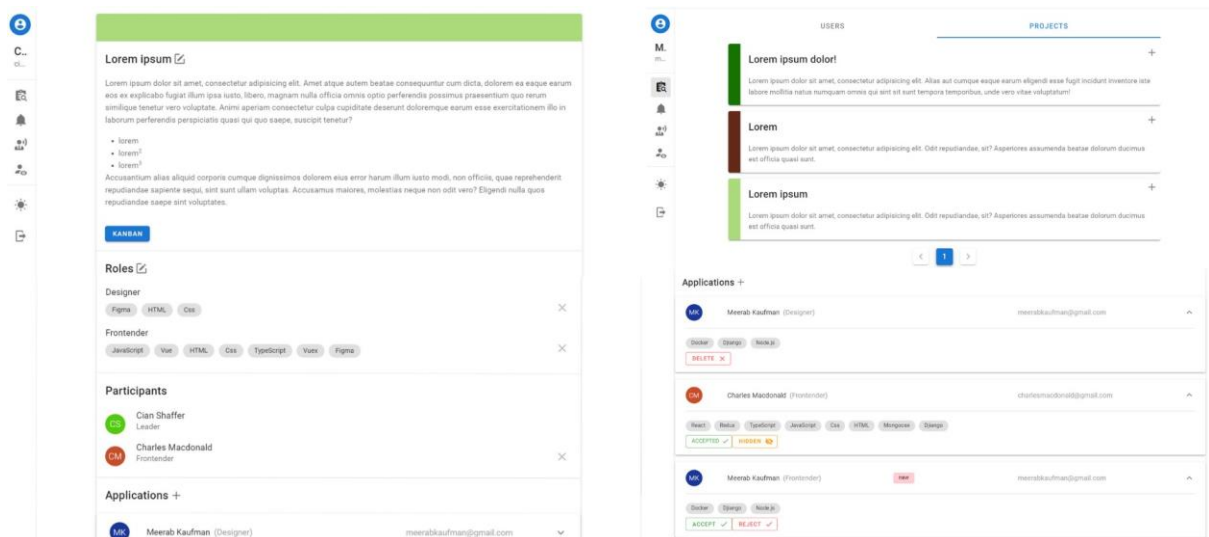 C..
ci...
Lorem ipsum
Lorem ipsum dolor sit amet, consectetur adipisicing elit. Amet atque autem beatae consequuntur cum dicta, dolorem ea eaque earum
eos ex explicabo fugiat illum ipsa iusto, libero, magnam nulla officia omnis optio perferendis possimus praesentium quo rerum
similique tenetur vero voluptate. Animi aperiam consectetur culpa cupiditate deserunt doloremque earum esse exercitationem illo in
laborum perferendis perspiciatis quasi qui quo saepe, suscipit tenetur?
• lorem
• lorem²
• lorem³
Accusantium alias aliquid corporis cumque dignissimos dolorem eius error harum illum iusto modi, non officiis, quae reprehenderit
repudiandae sapiente sequi, sint sunt ullam voluptas. Accusamus maiores, molestias neque non odit vero? Eligendi nulla quos
repudiandae saepe sint voluptates.
KANBAN
Roles
Designer
Figma HTML Css
Frontender
JavaScript Vue HTML Css TypeScript Vuex Figma
Participants
CS Cian Shaffer
Leader
CM Charles Macdonald
Frontender
Applications +
MK Meerab Kaufman (Designer) meerabkaufman@gmail.com
M.
m...
USERS PROJECTS
Lorem ipsum dolor!
Lorem ipsum dolor sit amet, consectetur adipisicing elit. Alias aut cumque eaque earum eligendi esse fugit incidunt inventore iste
labore mollitia natus numquam omnis qui sint sit sunt tempora temporibus, unde vero vitae voluptatum!
Lorem
Lorem ipsum dolor sit amet, consectetur adipisicing elit. Odit repudiandae, sit? Asperiores assumenda beatae dolorum ducimus
est officia quasi sunt.
Lorem ipsum
Lorem ipsum dolor sit amet, consectetur adipisicing elit. Odit repudiandae, sit? Asperiores assumenda beatae dolorum ducimus
est officia quasi sunt.
< 1 >
Applications +
MK Meerab Kaufman (Designer) meerabkaufman@gmail.com
Docker Django Node.js
DELETE ×
CM Charles Macdonald (Frontender) charlesmacdonald@gmail.com
React Redux TypeScript JavaScript Css HTML Mongoose Django
ACCEPTED ✓ HIDDEN
MK Meerab Kaufman (Frontender) new meerabkaufman@gmail.com
Docker Django Node.js
ACCEPT ✓ REJECT ✓